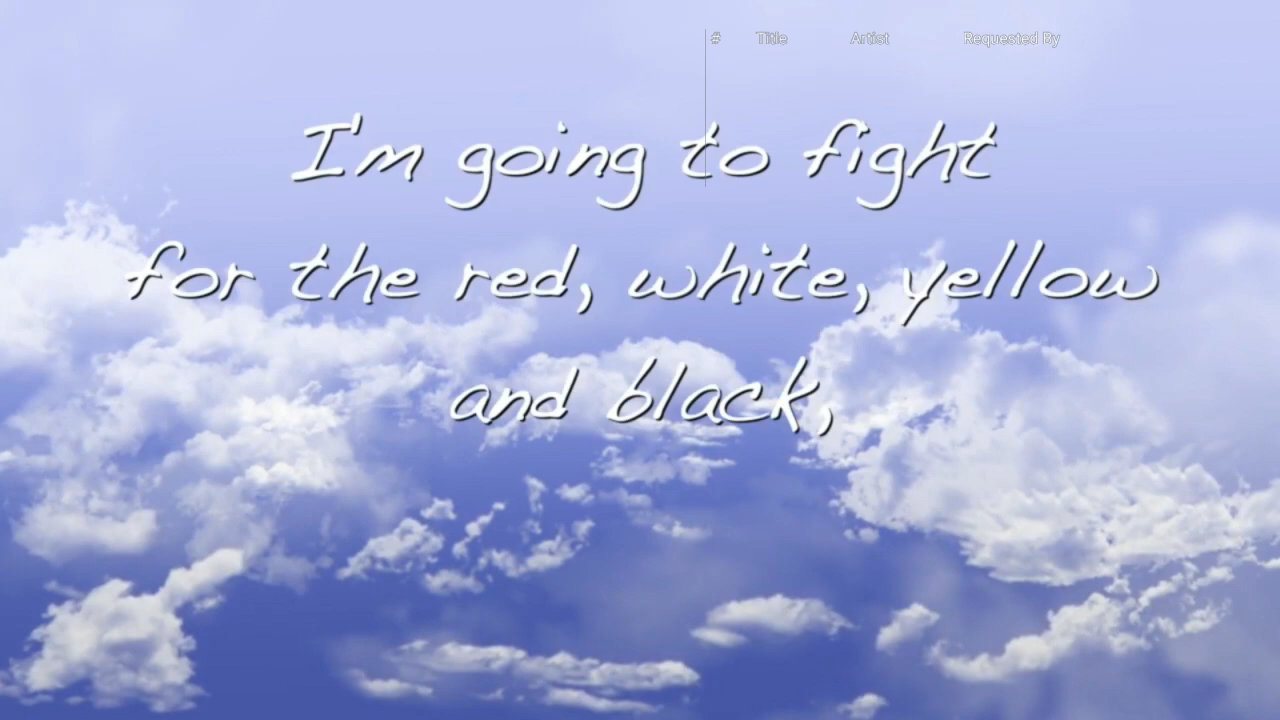 # Title Artist Requested By
I'm going to fight
for the red, white, yellow
and black,